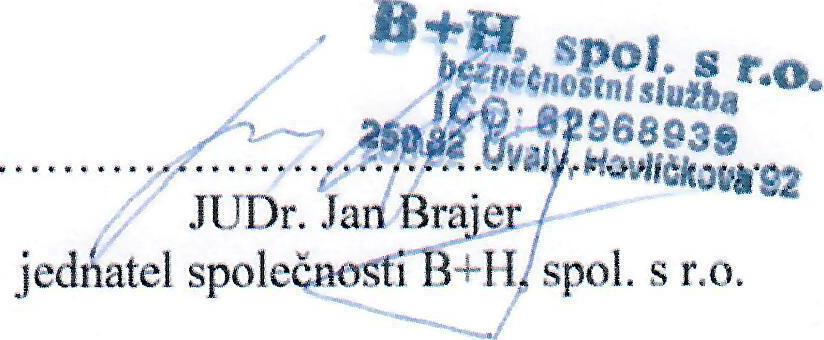 B+H, spol. s r.o.
bezpečnostní služba
IČO: 62968939
250 82 Úvaly, Havlíčkova 92
JUDr. Jan Brajer
jednatel společnosti B+H, spol. s r.o.